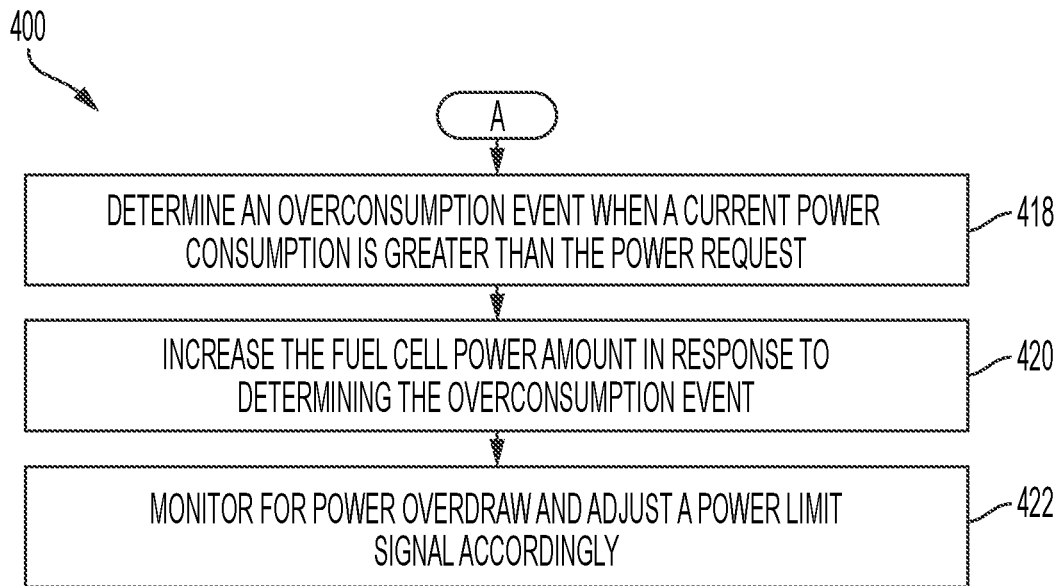 400
A
DETERMINE AN OVERCONSUMPTION EVENT WHEN A CURRENT POWER
CONSUMPTION IS GREATER THAN THE POWER REQUEST
418
INCREASE THE FUEL CELL POWER AMOUNT IN RESPONSE TO
DETERMINING THE OVERCONSUMPTION EVENT
420
MONITOR FOR POWER OVERDRAW AND ADJUST A POWER LIMIT
SIGNAL ACCORDINGLY
422